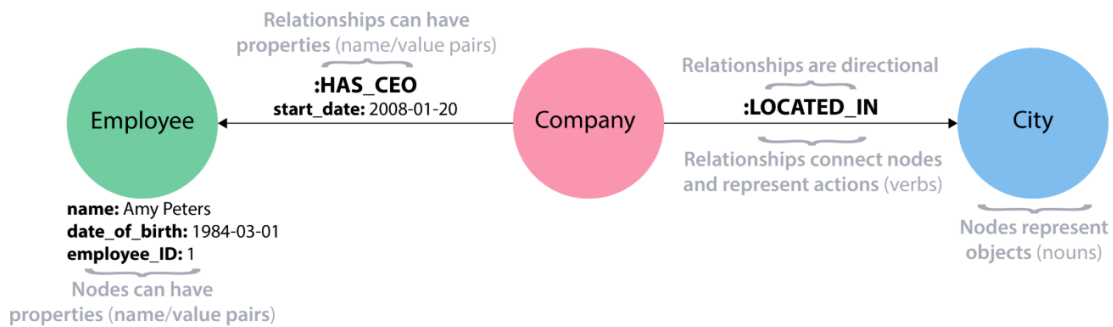 Relationships can have
properties (name/value pairs)
:HAS_CEO
start_date: 2008-01-20
Relationships are directional
:LOCATED_IN
Employee
Company
City
Relationships connect nodes
and represent actions (verbs)
name: Amy Peters
date_of_birth: 1984-03-01
employee_ID: 1
Nodes can have
properties (name/value pairs)
Nodes represent
objects (nouns)